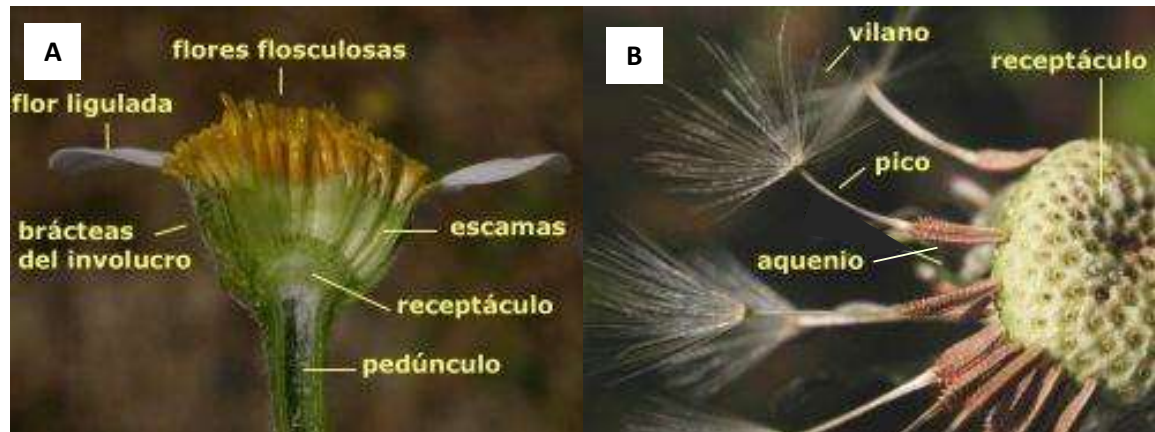 A
flores flosculosas
flor ligulada
brácteas
del involucro
escamas
receptáculo
pedúnculo
B
vilano
receptáculo
pico
aquenio